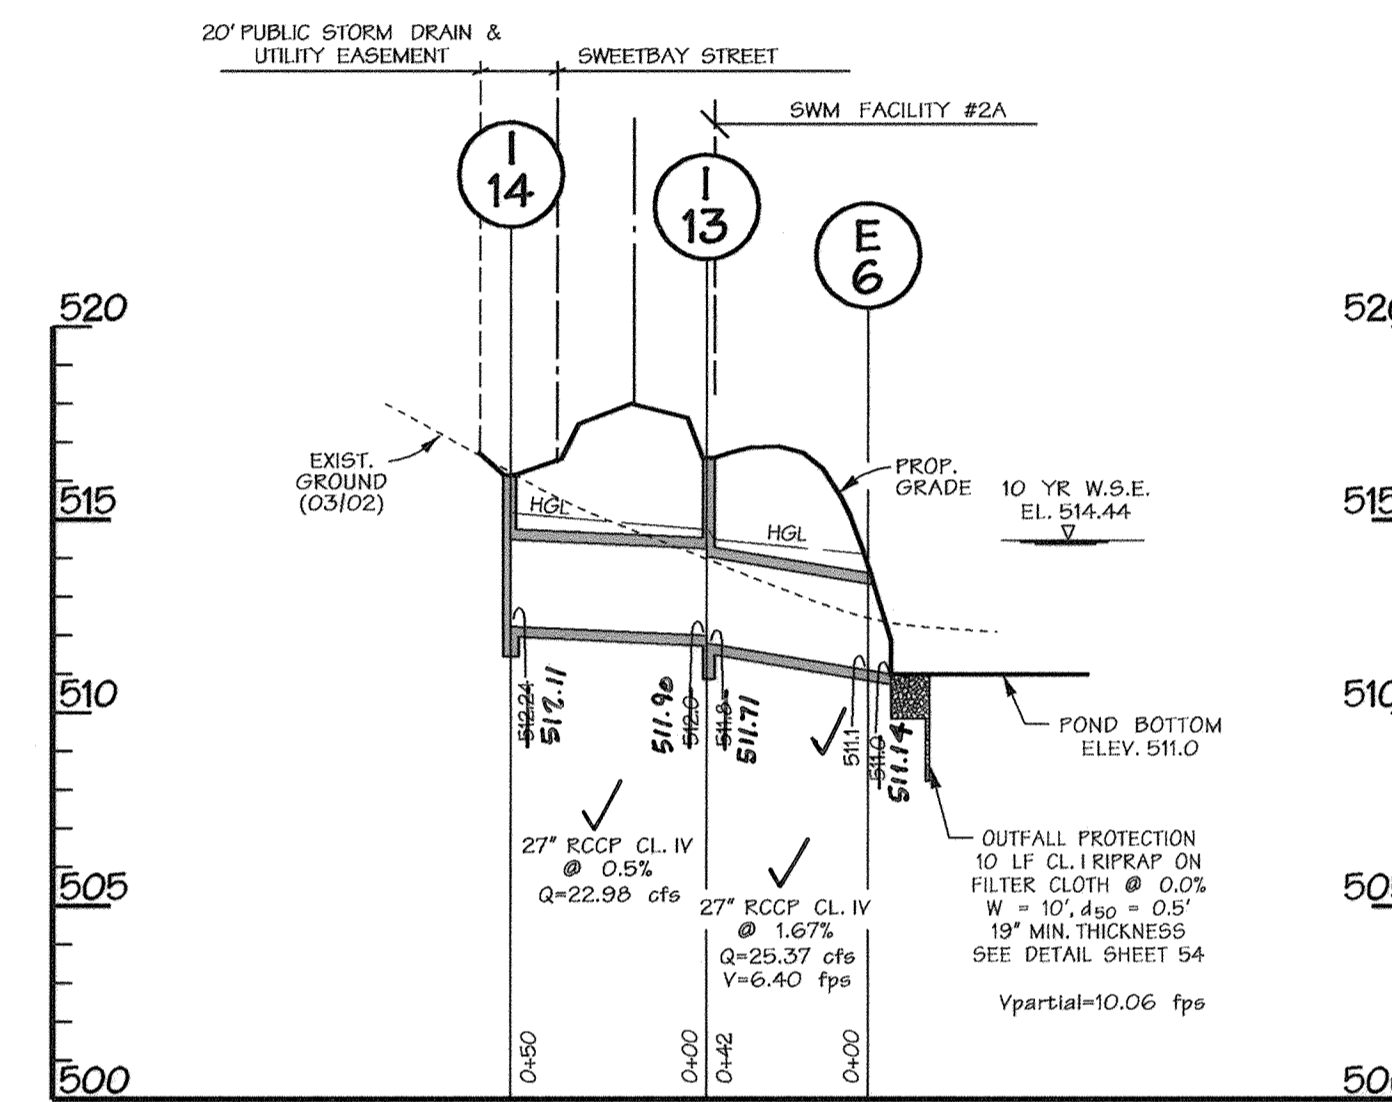 20' PUBLIC STORM DRAIN &
UTILITY EASEMENT
SWEETBAY STREET
SWM FACILITY #2A
I
14
I
13
E
6
520
520
EXIST.
GROUND
(03/02)
HGL
HGL
PROP.
GRADE
10 YR W.S.E.
EL. 514.44
515
515
510
510
512.24
512.11
511.90
512.0
511.8
511.71
511.1
511.0
511.14
POND BOTTOM
ELEV. 511.0
27" RCCP CL. IV
@ 0.5%
Q=22.98 cfs
27" RCCP CL. IV
@ 1.67%
Q=25.37 cfs
V=6.40 fps
OUTFALL PROTECTION
10 LF CL. I RIPRAP ON
FILTER CLOTH @ 0.0%
W = 10', d50 = 0.5'
19" MIN. THICKNESS
SEE DETAIL SHEET 54
Vpartial=10.06 fps
505
505
0+50
0+00
0+42
0+00
500
500